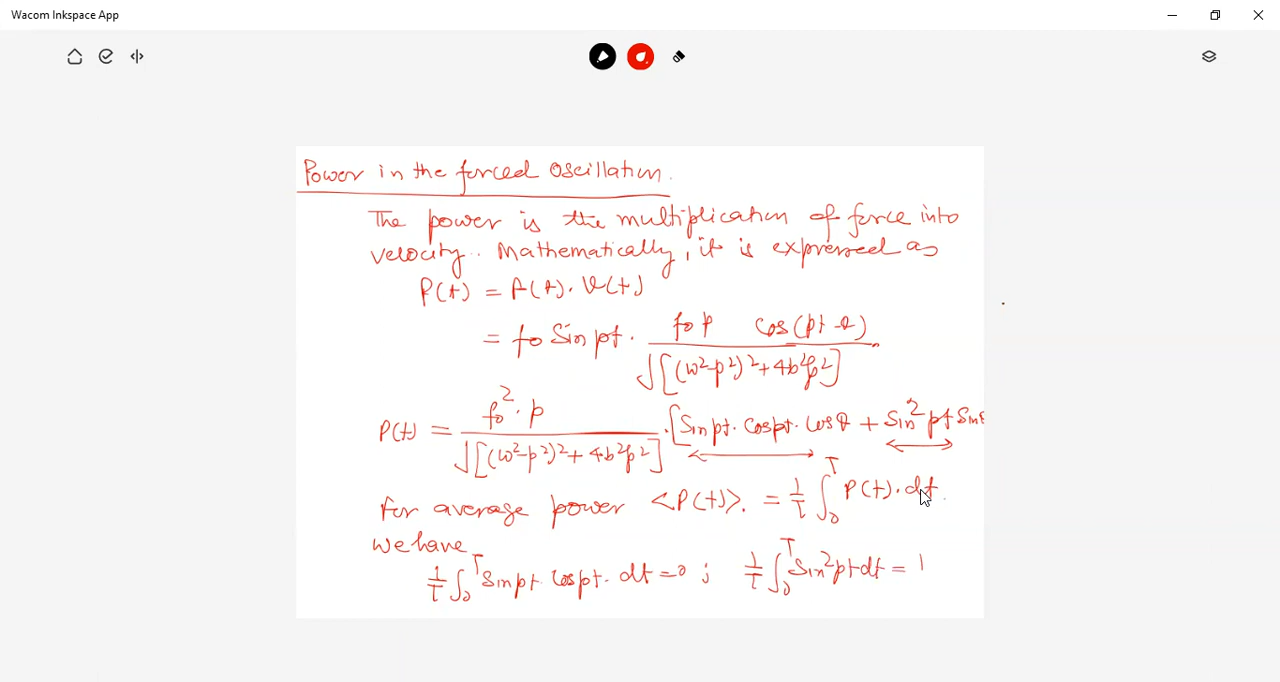 Wacom Inkspace App
Power in the forced oscillation.
The power is the multiplication of force into
velocity. Mathematically, it is expressed as
P(t) = F(t). V(t)
= fo Sin pt. fo p cos(pt-θ) / √[(w²-p²)²+4b²p²]
P(t) = fo². p / √[(w²-p²)²+4b²p²] . [Sin pt. cos pt. cos θ + Sin² pt Sin
For average power <P(t)>. = 1/T ∫₀ᵀ P(t). dt.
we have
1/T ∫₀ᵀ Sin pt. cos pt. dt = 0 ; 1/T ∫₀ᵀ Sin² pt dt = 1